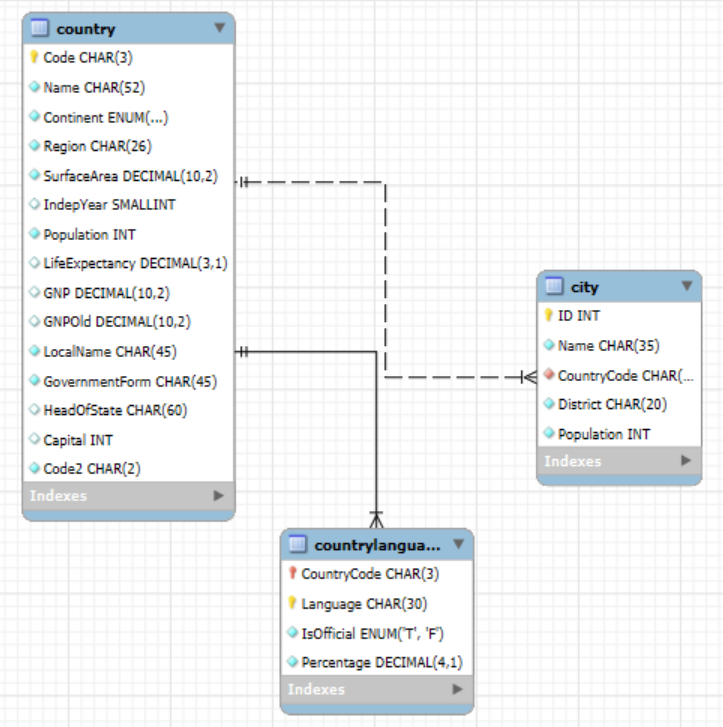 country
Code CHAR(3)
Name CHAR(52)
Continent ENUM(...)
Region CHAR(26)
SurfaceArea DECIMAL(10,2)
IndepYear SMALLINT
Population INT
LifeExpectancy DECIMAL(3,1)
GNP DECIMAL(10,2)
GNPOld DECIMAL(10,2)
LocalName CHAR(45)
GovernmentForm CHAR(45)
HeadOfState CHAR(60)
Capital INT
Code2 CHAR(2)
Indexes
city
ID INT
Name CHAR(35)
CountryCode CHAR(...
District CHAR(20)
Population INT
Indexes
countrylangua...
CountryCode CHAR(3)
Language CHAR(30)
IsOfficial ENUM('T', 'F')
Percentage DECIMAL(4,1)
Indexes